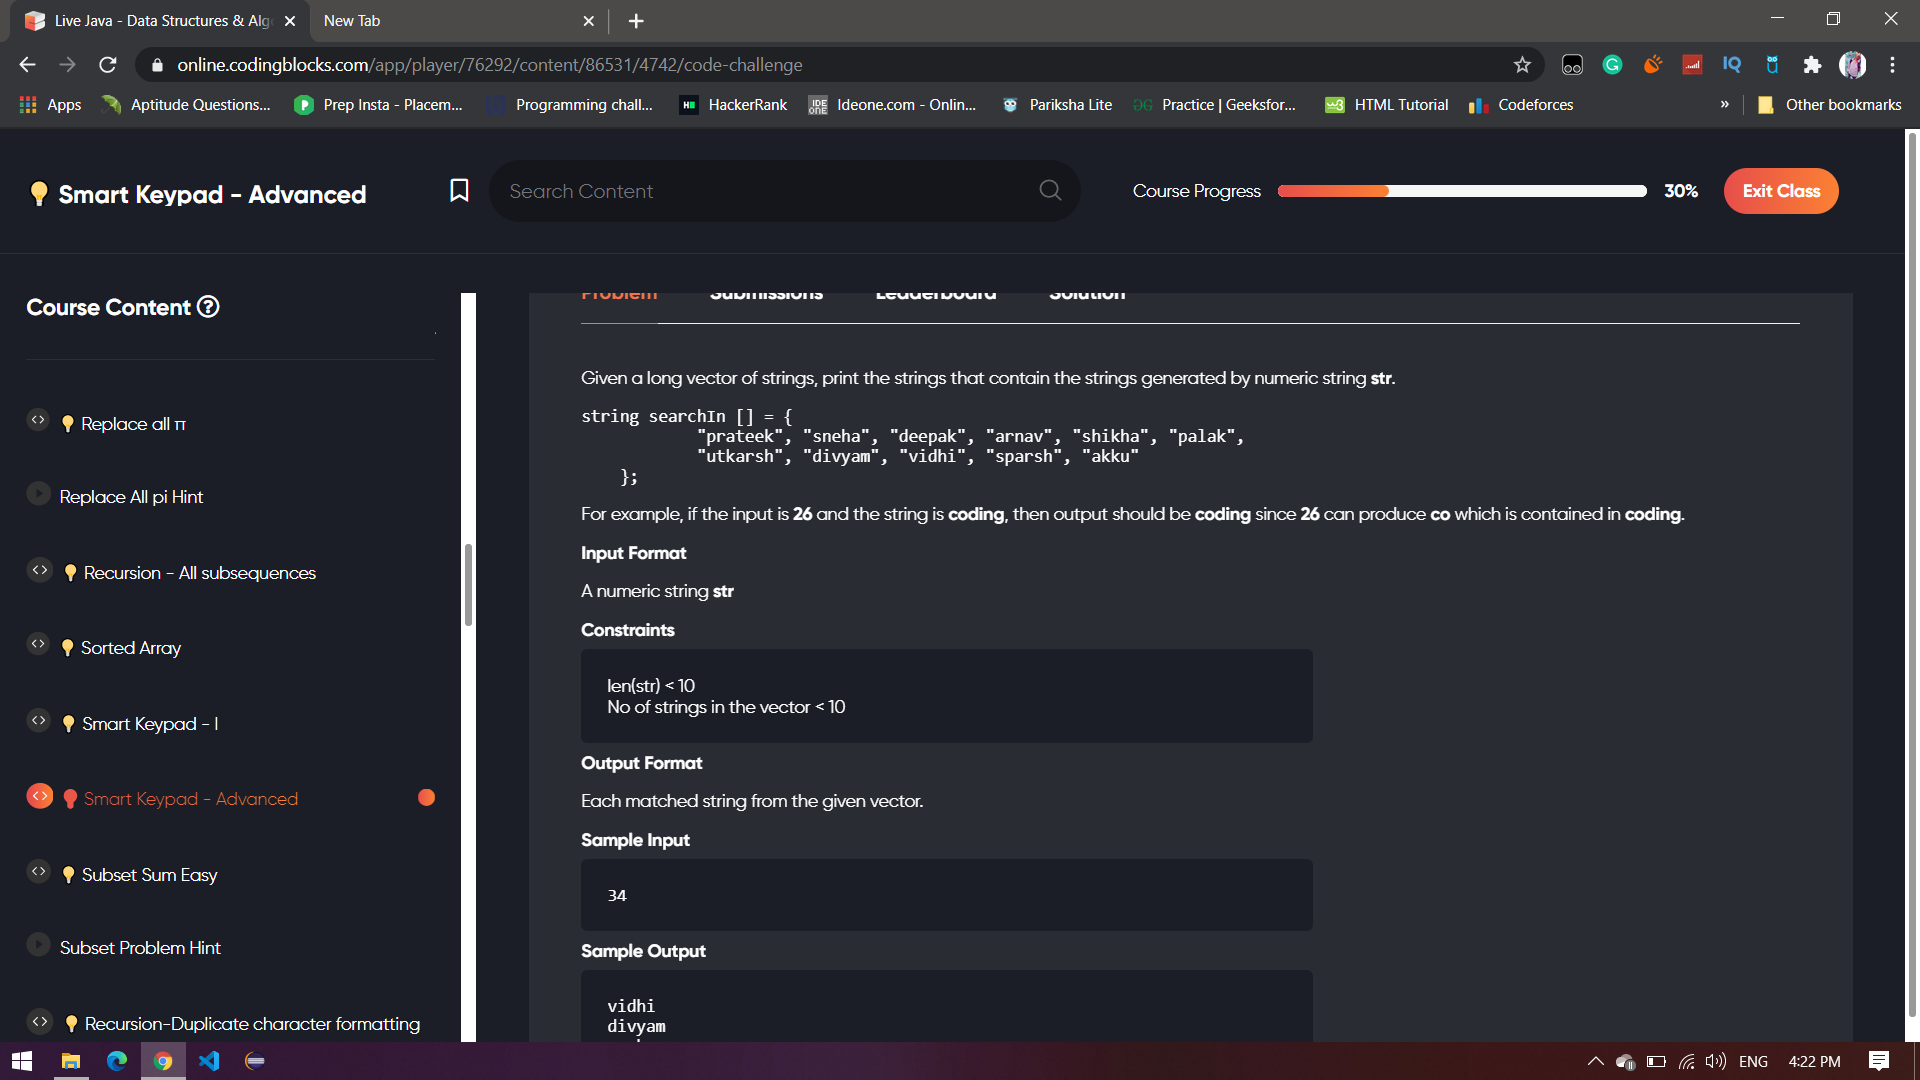 Live Java - Data Structures & Algo
New Tab
online.codingblocks.com/app/player/76292/content/86531/4742/code-challenge
Apps
Aptitude Questions...
Prep Insta - Placem...
Programming chall...
HackerRank
Ideone.com - Onlin...
Pariksha Lite
Practice | Geeksfor...
HTML Tutorial
Codeforces
»
Other bookmarks
Smart Keypad - Advanced
Search Content
Course Progress
30%
Exit Class
Course Content
Replace all π
Replace All pi Hint
Recursion - All subsequences
Sorted Array
Smart Keypad - I
Smart Keypad - Advanced
Subset Sum Easy
Subset Problem Hint
Recursion-Duplicate character formatting
Problem Submissions Leaderboard Solution
Given a long vector of strings, print the strings that contain the strings generated by numeric string str.
string searchIn [] = {
"prateek", "sneha", "deepak", "arnav", "shikha", "palak",
"utkarsh", "divyam", "vidhi", "sparsh", "akku"
};
For example, if the input is 26 and the string is coding, then output should be coding since 26 can produce co which is contained in coding.
Input Format
A numeric string str
Constraints
len(str) < 10
No of strings in the vector < 10
Output Format
Each matched string from the given vector.
Sample Input
34
Sample Output
vidhi
divyam
ENG
4:22 PM